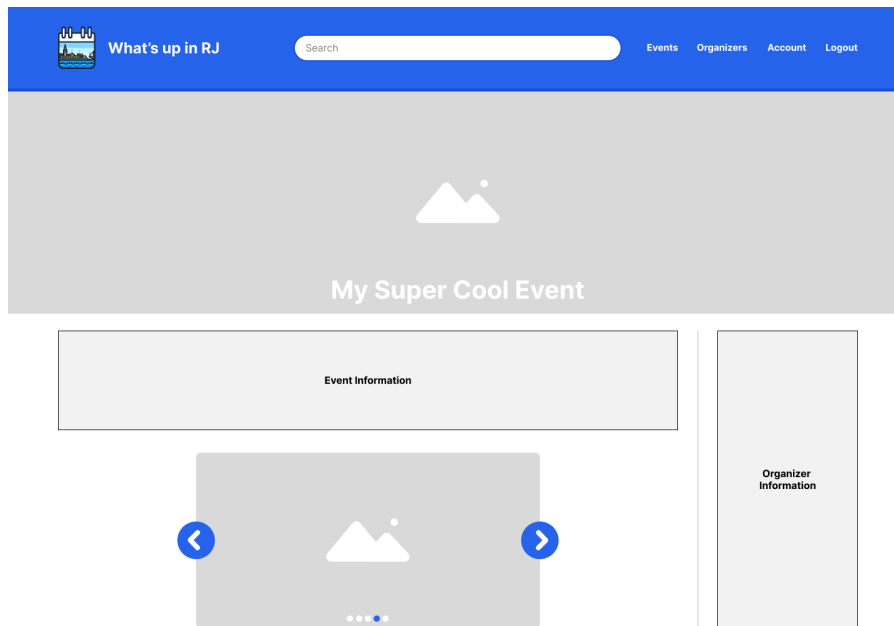 What’s up in RJ
Search
Events
Organizers
Account
Logout
My Super Cool Event
Event Information
Organizer
Information